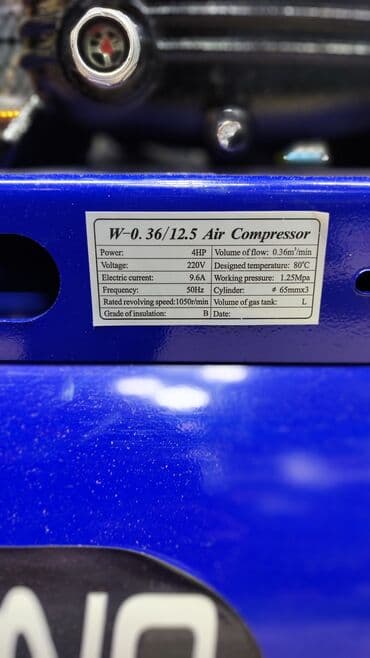 W-0.36/12.5 Air Compressor
Power: 4HP Volume of flow: 0.36m³/min
Voltage: 220V Designed temperature: 80℃
Electric current: 9.6A Working pressure: 1.25Mpa
Frequency: 50Hz Cylinder: ϕ 65mmx3
Rated revolving speed:1050r/min Volume of gas tank: L
Grade of insulation: B Date: